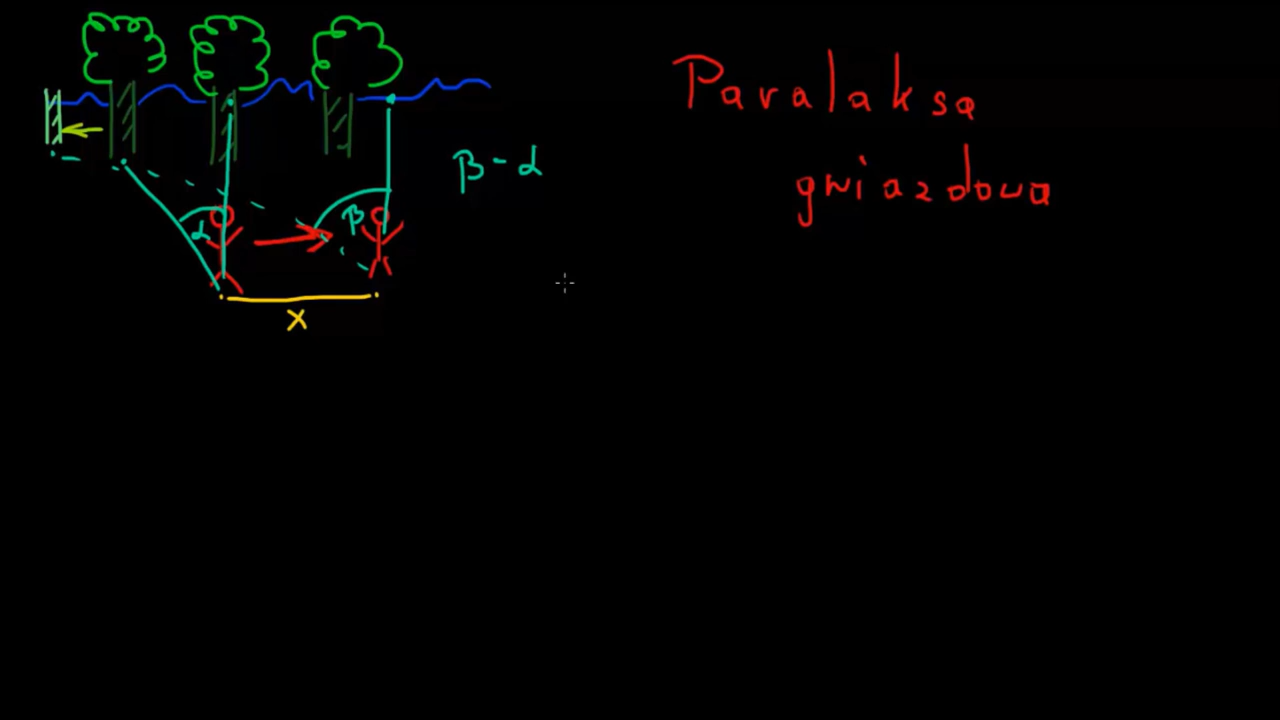 Paralaksa
gwiazdowa
β - α
α
β
x